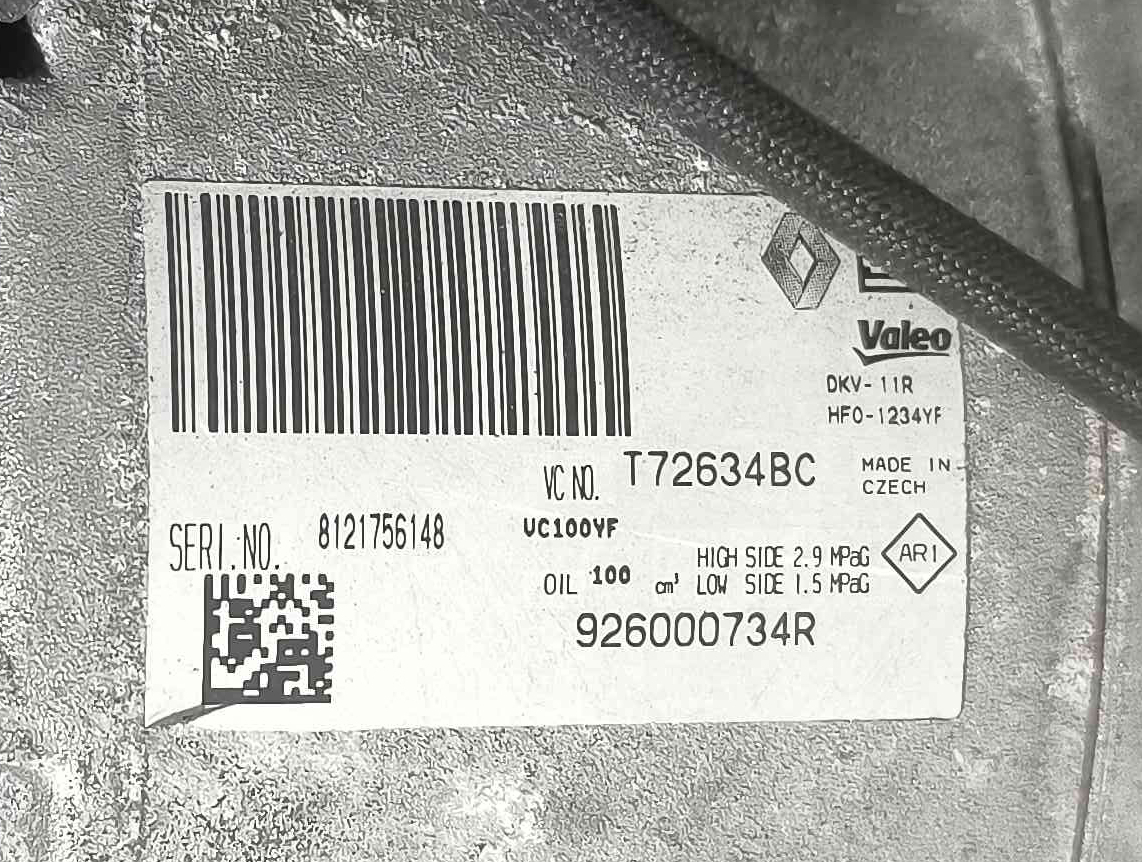 Valeo
DKV-11R
HFO-1234YF
VC NO. T72634BC
MADE IN
CZECH
SERI.NO. 8121756148
VC100YF
HIGH SIDE 2.9 MPaG
AR1
OIL 100 cm³ LOW SIDE 1.5 MPaG
926000734R